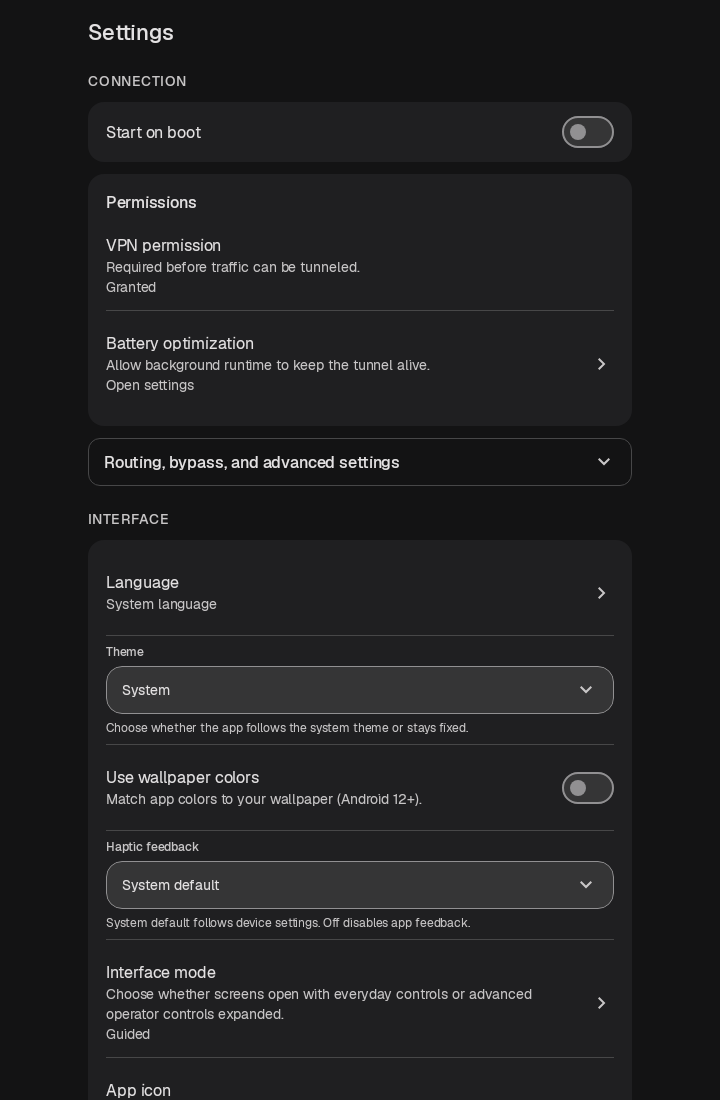 Settings
CONNECTION
Start on boot
Permissions
VPN permission
Required before traffic can be tunneled.
Granted
Battery optimization
Allow background runtime to keep the tunnel alive.
Open settings
Routing, bypass, and advanced settings
INTERFACE
Language
System language
Theme
System
Choose whether the app follows the system theme or stays fixed.
Use wallpaper colors
Match app colors to your wallpaper (Android 12+).
Haptic feedback
System default
System default follows device settings. Off disables app feedback.
Interface mode
Choose whether screens open with everyday controls or advanced
operator controls expanded.
Guided
App icon